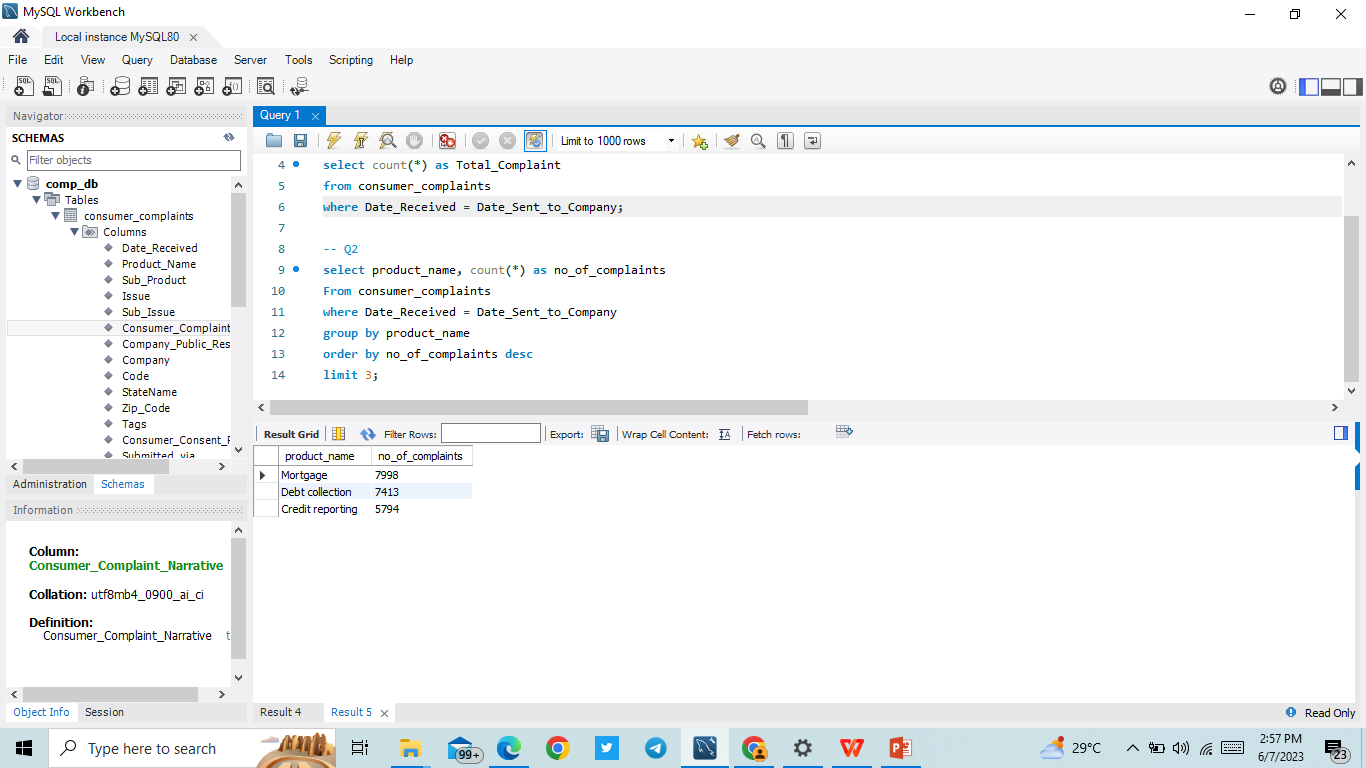 MySQL Workbench
Local instance MySQL80
File Edit View Query Database Server Tools Scripting Help
Navigator
SCHEMAS
Filter objects
comp_db
Tables
consumer_complaints
Columns
Date_Received
Product_Name
Sub_Product
Issue
Sub_Issue
Consumer_Complaint
Company_Public_Res
Company
Code
StateName
Zip_Code
Tags
Consumer_Consent_P
Submitted_via
Administration Schemas
Information
Column:
Consumer_Complaint_Narrative
Collation: utf8mb4_0900_ai_ci
Definition:
Consumer_Complaint_Narrative t
Object Info Session
Query 1
Limit to 1000 rows
4 select count(*) as Total_Complaint
5 from consumer_complaints
6 where Date_Received = Date_Sent_to_Company;
7
8 -- Q2
9 select product_name, count(*) as no_of_complaints
10 From consumer_complaints
11 where Date_Received = Date_Sent_to_Company
12 group by product_name
13 order by no_of_complaints desc
14 limit 3;
Result Grid Filter Rows: Export: Wrap Cell Content: Fetch rows:
product_name no_of_complaints
Mortgage 7998
Debt collection 7413
Credit reporting 5794
Result 4 Result 5 Read Only
Type here to search
99+
29°C
2:57 PM
6/7/2023
23